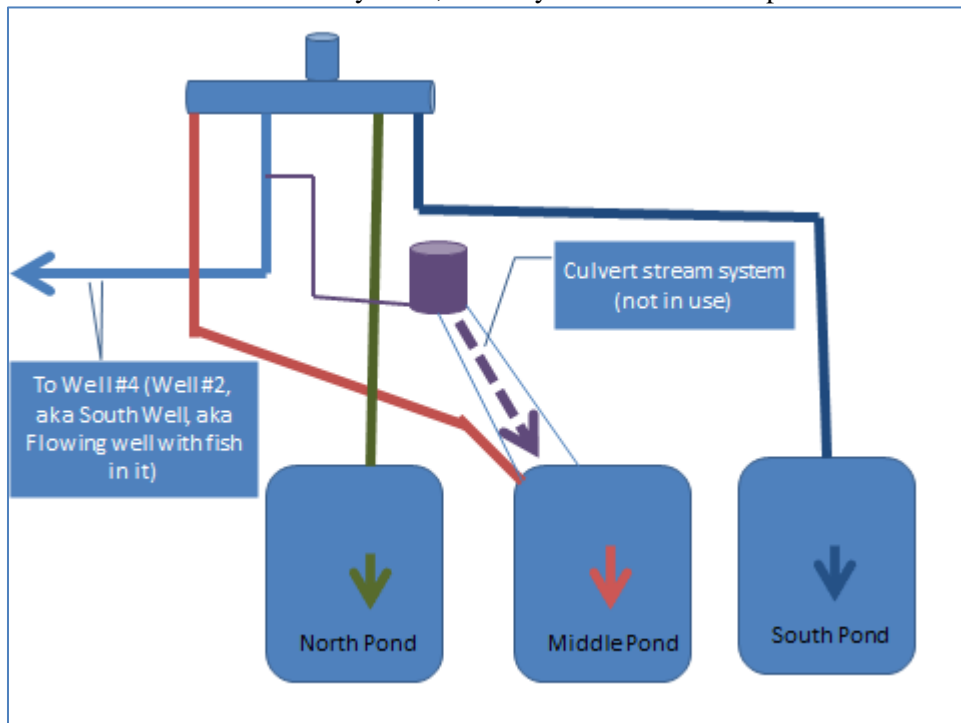 Culvert stream system
(not in use)
To Well #4 (Well #2,
aka South Well, aka
Flowing well with fish
in it)
North Pond
Middle Pond
South Pond